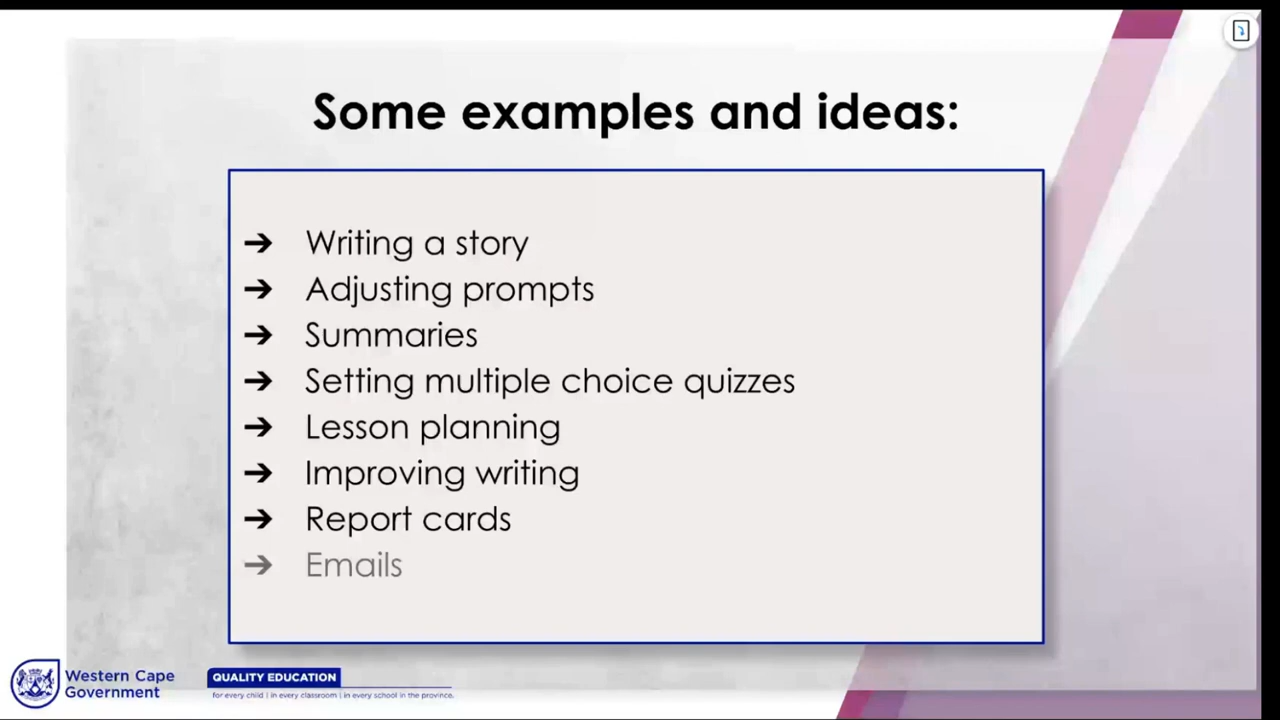 Some examples and ideas:
➔ Writing a story
➔ Adjusting prompts
➔ Summaries
➔ Setting multiple choice quizzes
➔ Lesson planning
➔ Improving writing
➔ Report cards
➔ Emails
Western Cape
Government
QUALITY EDUCATION
for every child | in every classroom | in every school in the province.